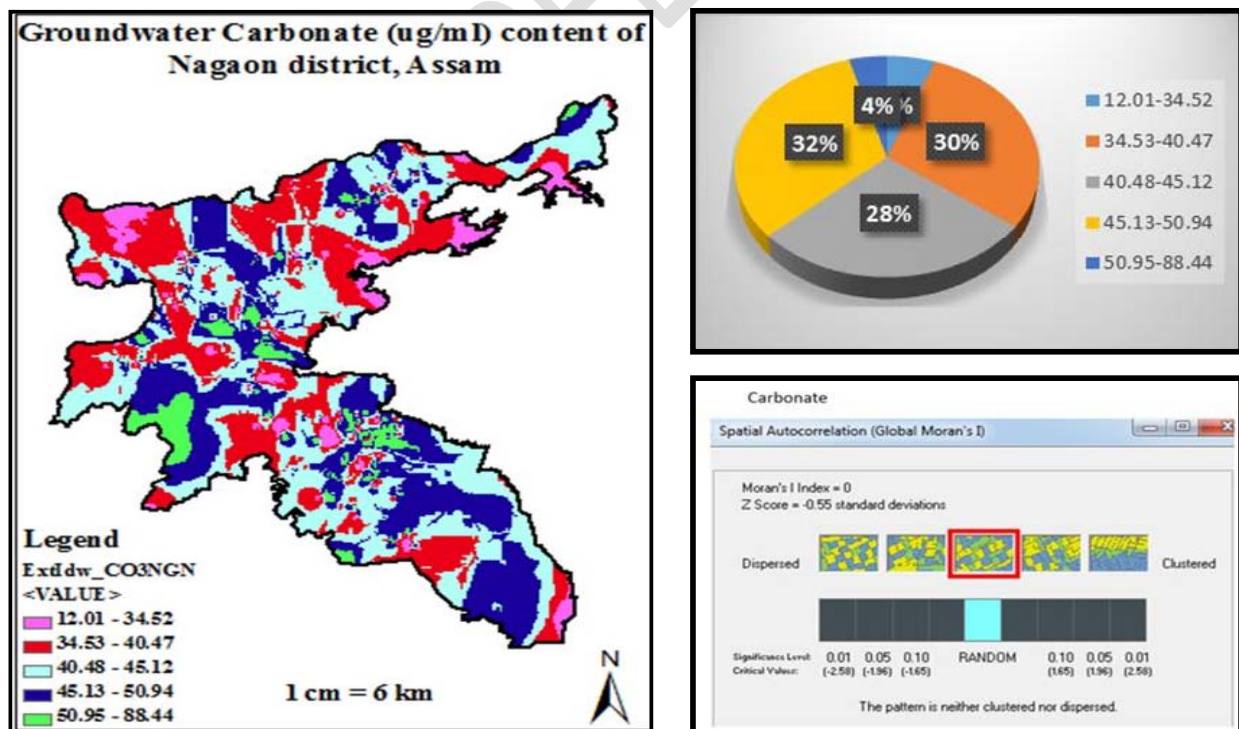 Groundwater Carbonate (ug/ml) content of
Nagaon district, Assam
Legend
ExtIdw_CO3NGN
<VALUE>
12.01 - 34.52
34.53 - 40.47
40.48 - 45.12
45.13 - 50.94
50.95 - 88.44
1 cm = 6 km
N
4%
%
32%
30%
28%
12.01-34.52
34.53-40.47
40.48-45.12
45.13-50.94
50.95-88.44
Carbonate
Spatial Autocorrelation (Global Moran's I)
Moran's I Index = 0
Z Score = -0.55 standard deviations
Dispersed
Clustered
Significance Level: 0.01 0.05 0.10 RANDOM 0.10 0.05 0.01
Critical Values: (-2.58) (-1.96) (-1.65) (1.65) (1.96) (2.58)
The pattern is neither clustered nor dispersed.